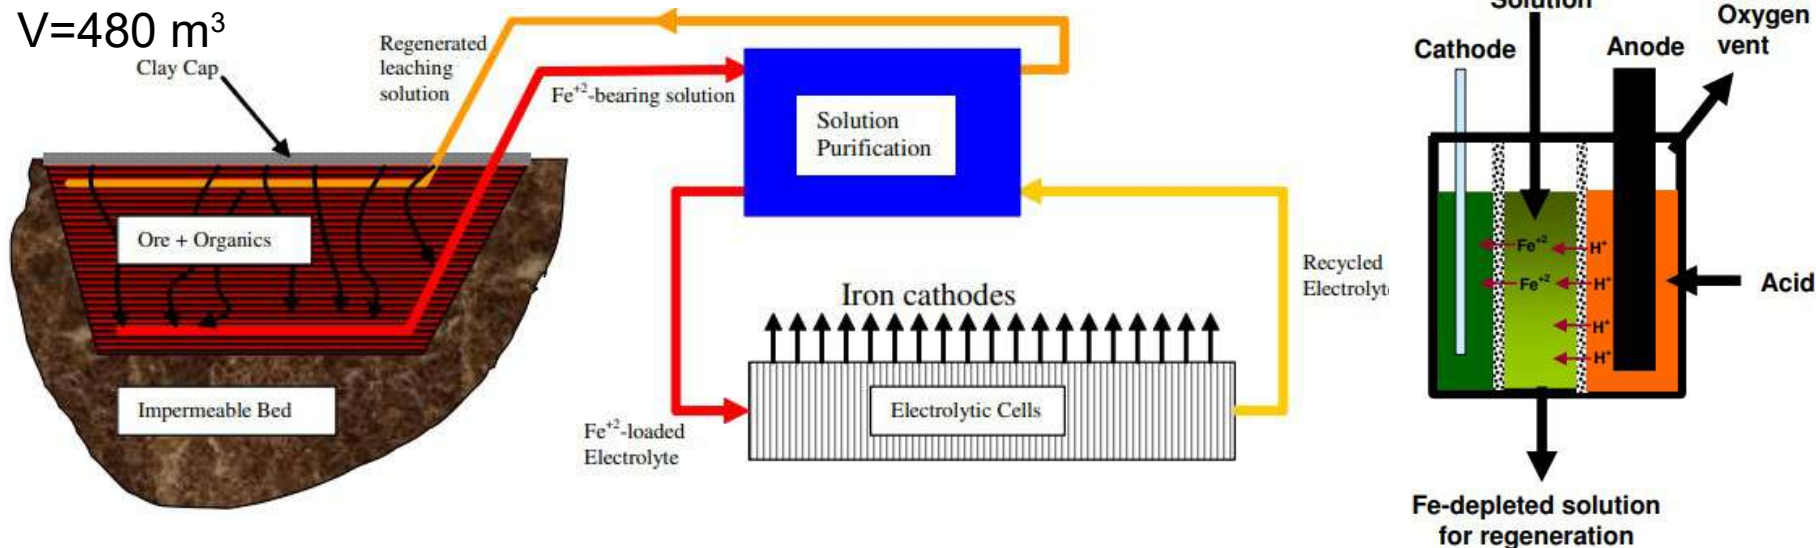 V=480 m³
Clay Cap
Regenerated
leaching
solution
Fe⁺²-bearing solution
Ore + Organics
Impermeable Bed
Solution
Purification
Iron cathodes
Electrolytic Cells
Fe⁺²-loaded
Electrolyte
Recycled
Solution
Cathode
Anode
Oxygen
vent
Fe⁺²
H⁺
Fe⁺²
H⁺
H⁺
H⁺
Acid
Fe-depleted solution
for regeneration